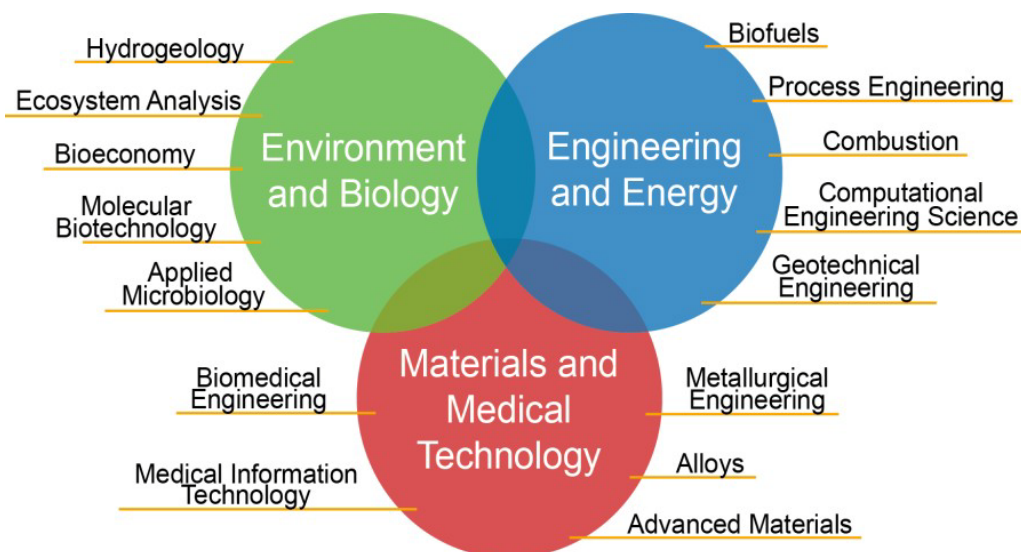 Hydrogeology
Ecosystem Analysis
Bioeconomy
Molecular
Biotechnology
Applied
Microbiology
Environment
and Biology
Engineering
and Energy
Biofuels
Process Engineering
Combustion
Computational
Engineering Science
Geotechnical
Engineering
Biomedical
Engineering
Medical Information
Technology
Materials and
Medical
Technology
Metallurgical
Engineering
Alloys
Advanced Materials